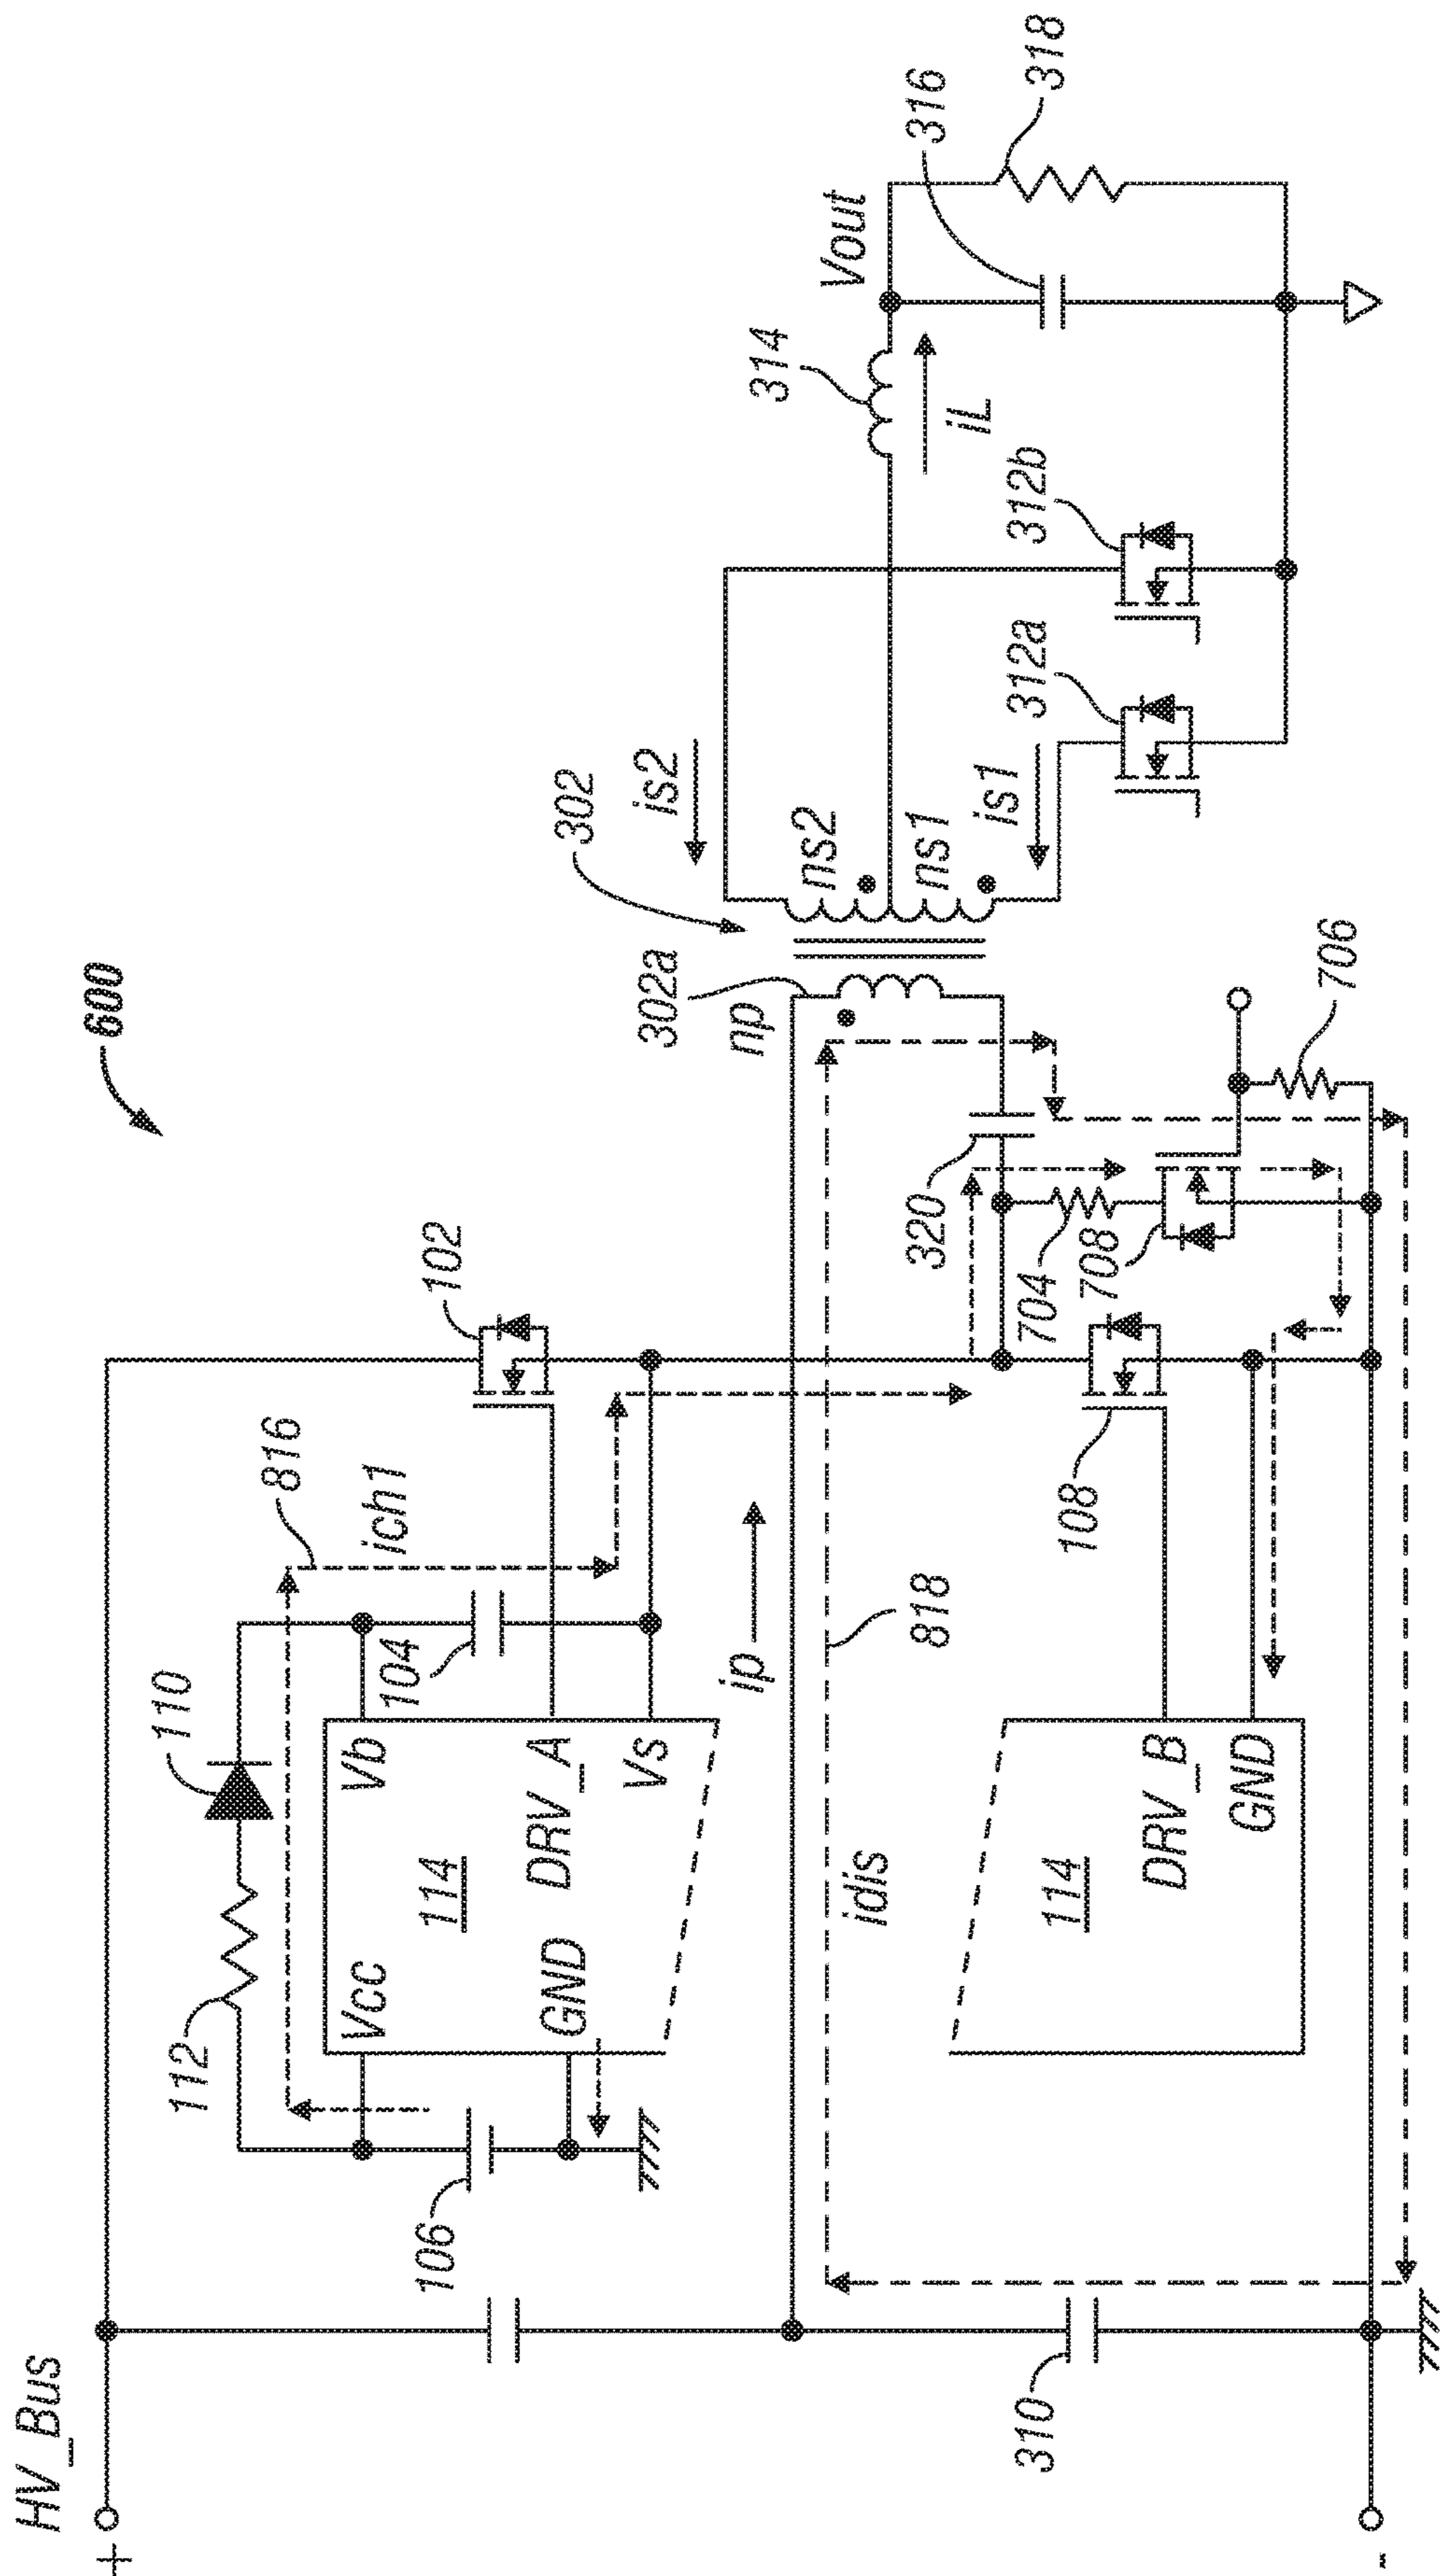 600
HV_Bus
+
110
816
102
112
ich1
104
Vcc
Vb
106
114
GND
DRV_A
Vs
ip
302a
np
302
is2
ns2
ns1
is1
314
Vout
iL
316
318
312a
312b
idis
818
320
704
708
706
310
114
DRV_B
GND
108
-